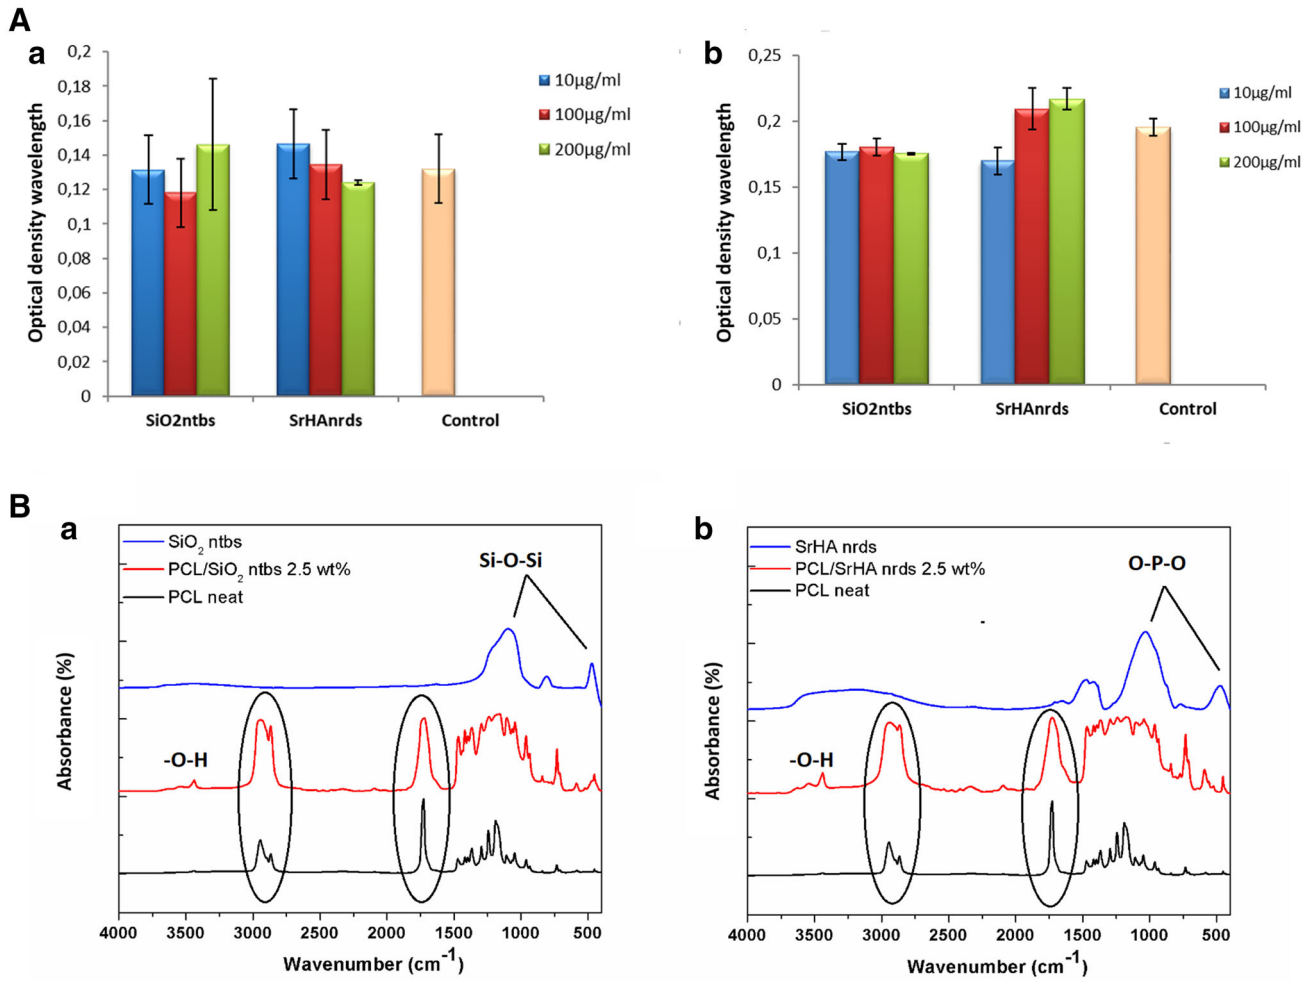 A
a
0,2
0,18
0,16
0,14
0,12
0,1
0,08
0,06
0,04
0,02
0
Optical density wavelength
SiO2ntbs
SrHAnrds
Control
10µg/ml
100µg/ml
200µg/ml
b
0,25
0,2
0,15
0,1
0,05
0
Optical density wavelength
SiO2ntbs
SrHAnrds
Control
10µg/ml
100µg/ml
200µg/ml
B
a
SiO2 ntbs
PCL/SiO2 ntbs 2.5 wt%
PCL neat
Si-O-Si
-O-H
Absorbance (%)
4000 3500 3000 2500 2000 1500 1000 500
Wavenumber (cm-1)
b
SrHA nrds
PCL/SrHA nrds 2.5 wt%
PCL neat
O-P-O
-O-H
Absorbance (%)
4000 3500 3000 2500 2000 1500 1000 500
Wavenumber (cm-1)